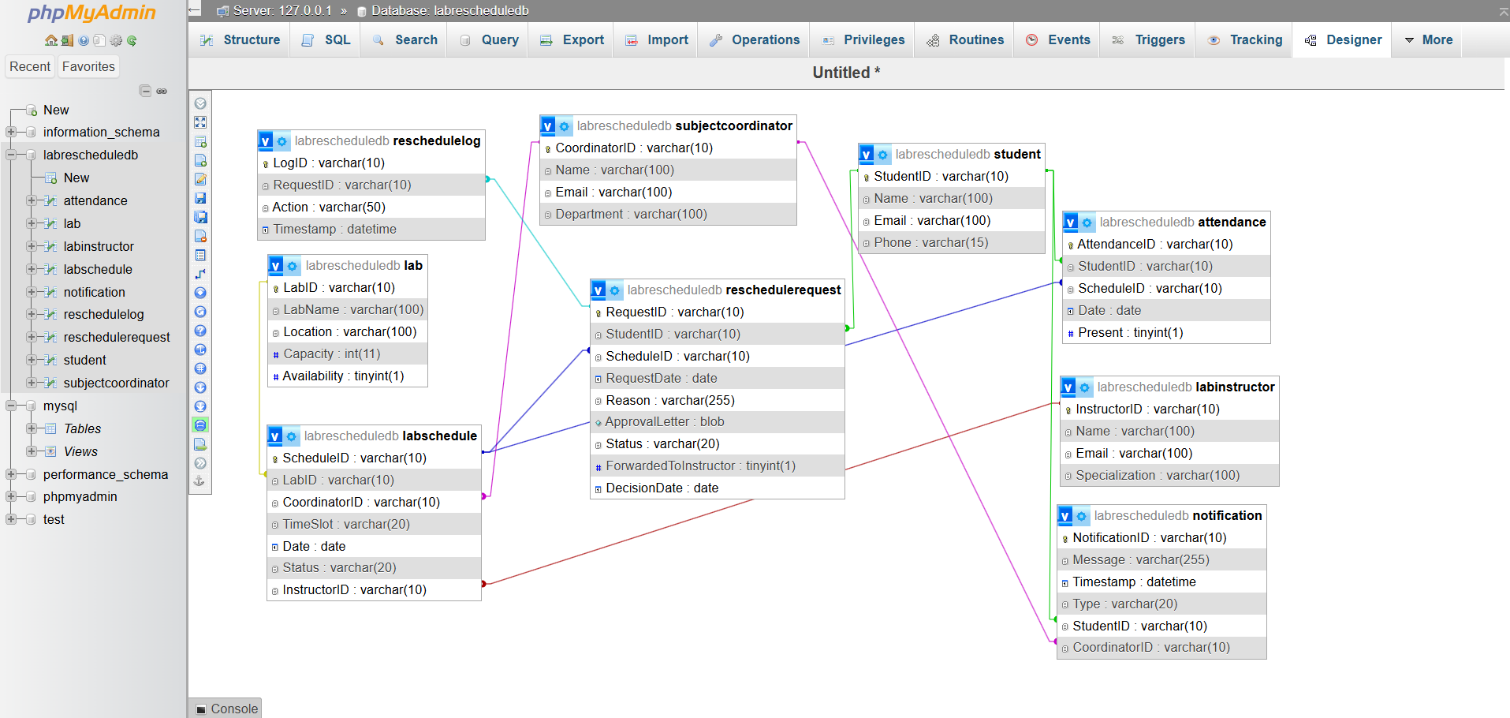 phpMyAdmin
Recent Favorites
New
information_schema
labrescheduledb
New
attendance
lab
labinstructor
labschedule
notification
reschedulelog
reschedulerequest
student
subjectcoordinator
mysql
Tables
Views
performance_schema
phpmyadmin
test
Server: 127.0.0.1 » Database: labrescheduledb
Structure SQL Search Query Export Import Operations Privileges Routines Events Triggers Tracking Designer More
Untitled *
labrescheduledb reschedulelog
LogID : varchar(10)
RequestID : varchar(10)
Action : varchar(50)
Timestamp : datetime
labrescheduledb subjectcoordinator
CoordinatorID : varchar(10)
Name : varchar(100)
Email : varchar(100)
Department : varchar(100)
labrescheduledb student
StudentID : varchar(10)
Name : varchar(100)
Email : varchar(100)
Phone : varchar(15)
labrescheduledb attendance
AttendanceID : varchar(10)
StudentID : varchar(10)
ScheduleID : varchar(10)
Date : date
Present : tinyint(1)
labrescheduledb lab
LabID : varchar(10)
LabName : varchar(100)
Location : varchar(100)
Capacity : int(11)
Availability : tinyint(1)
labrescheduledb reschedulerequest
RequestID : varchar(10)
StudentID : varchar(10)
ScheduleID : varchar(10)
RequestDate : date
Reason : varchar(255)
ApprovalLetter : blob
Status : varchar(20)
ForwardedToInstructor : tinyint(1)
DecisionDate : date
labrescheduledb labinstructor
InstructorID : varchar(10)
Name : varchar(100)
Email : varchar(100)
Specialization : varchar(100)
labrescheduledb labschedule
ScheduleID : varchar(10)
LabID : varchar(10)
CoordinatorID : varchar(10)
TimeSlot : varchar(20)
Date : date
Status : varchar(20)
InstructorID : varchar(10)
labrescheduledb notification
NotificationID : varchar(10)
Message : varchar(255)
Timestamp : datetime
Type : varchar(20)
StudentID : varchar(10)
CoordinatorID : varchar(10)
Console